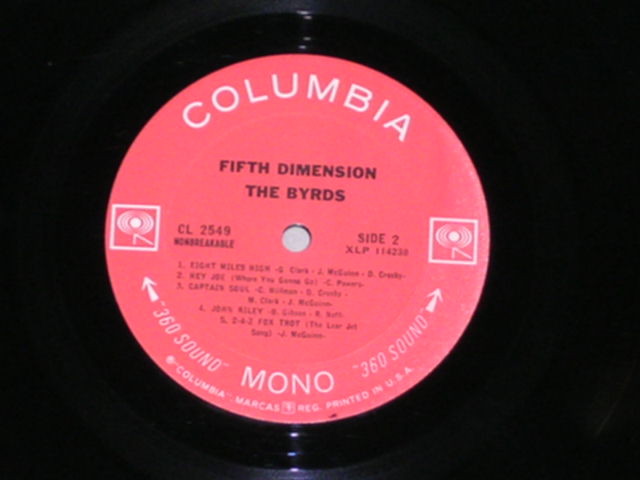 COLUMBIA
FIFTH DIMENSION
THE BYRDS
CL 2549
NONBREAKABLE
SIDE 2
XLP 114238
1. EIGHT MILES HIGH -G. Clark - J. McGuinn - D. Crosby-
2. HEY JOE (Where You Gonna Go) -C. Powers-
3. CAPTAIN SOUL -C. Hillman - D. Crosby -
M. Clark - J. McGuinn-
4. JOHN RILEY -B. Gibson - R. Neff-
5. 2-4-2 FOX TROT (The Lear Jet
Song) -J. McGuinn-
"360 SOUND"
MONO
"360 SOUND"
® "COLUMBIA", MARCAS REG. PRINTED IN U.S.A.